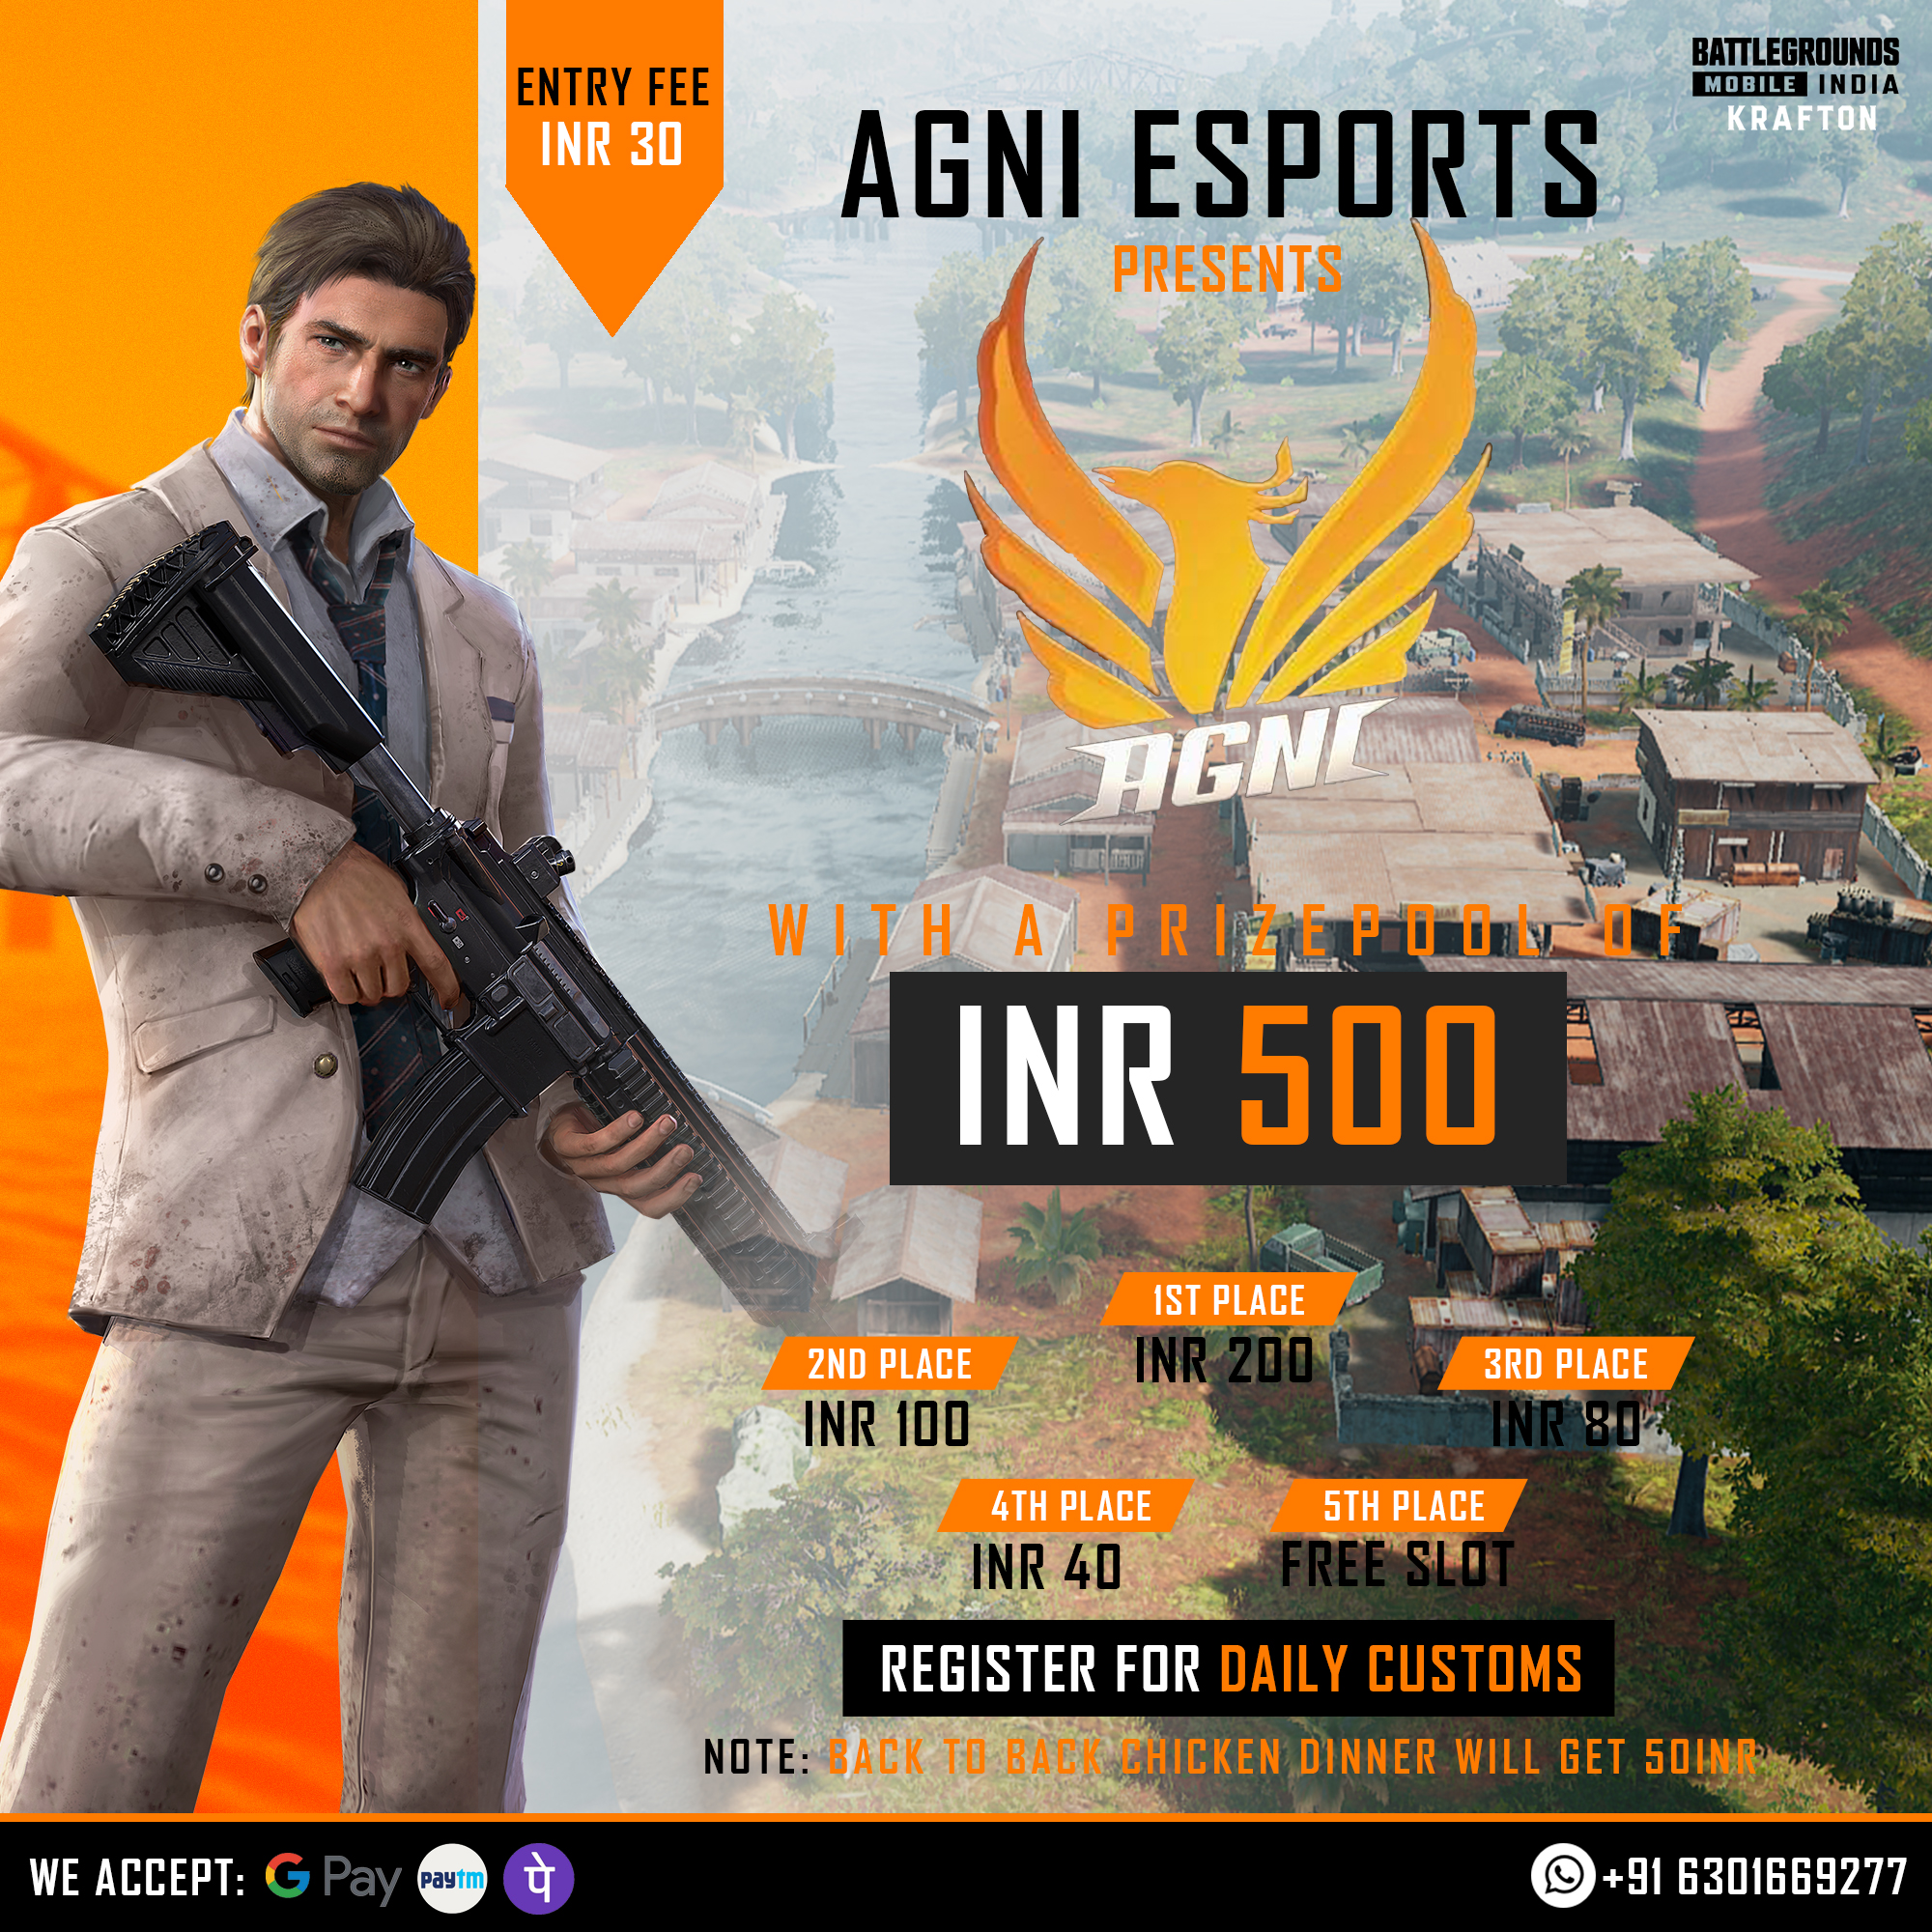 ENTRY FEE
INR 30
BATTLEGROUNDS
MOBILE INDIA
KRAFTON
AGNI ESPORTS
PRESENTS
AGNI
WITH A PRIZEPOOL OF
INR 500
1ST PLACE
INR 200
2ND PLACE
INR 100
3RD PLACE
INR 80
4TH PLACE
INR 40
5TH PLACE
FREE SLOT
REGISTER FOR DAILY CUSTOMS
NOTE: BACK TO BACK CHICKEN DINNER WILL GET 50INR
WE ACCEPT: G Pay paytm पे
+91 6301669277